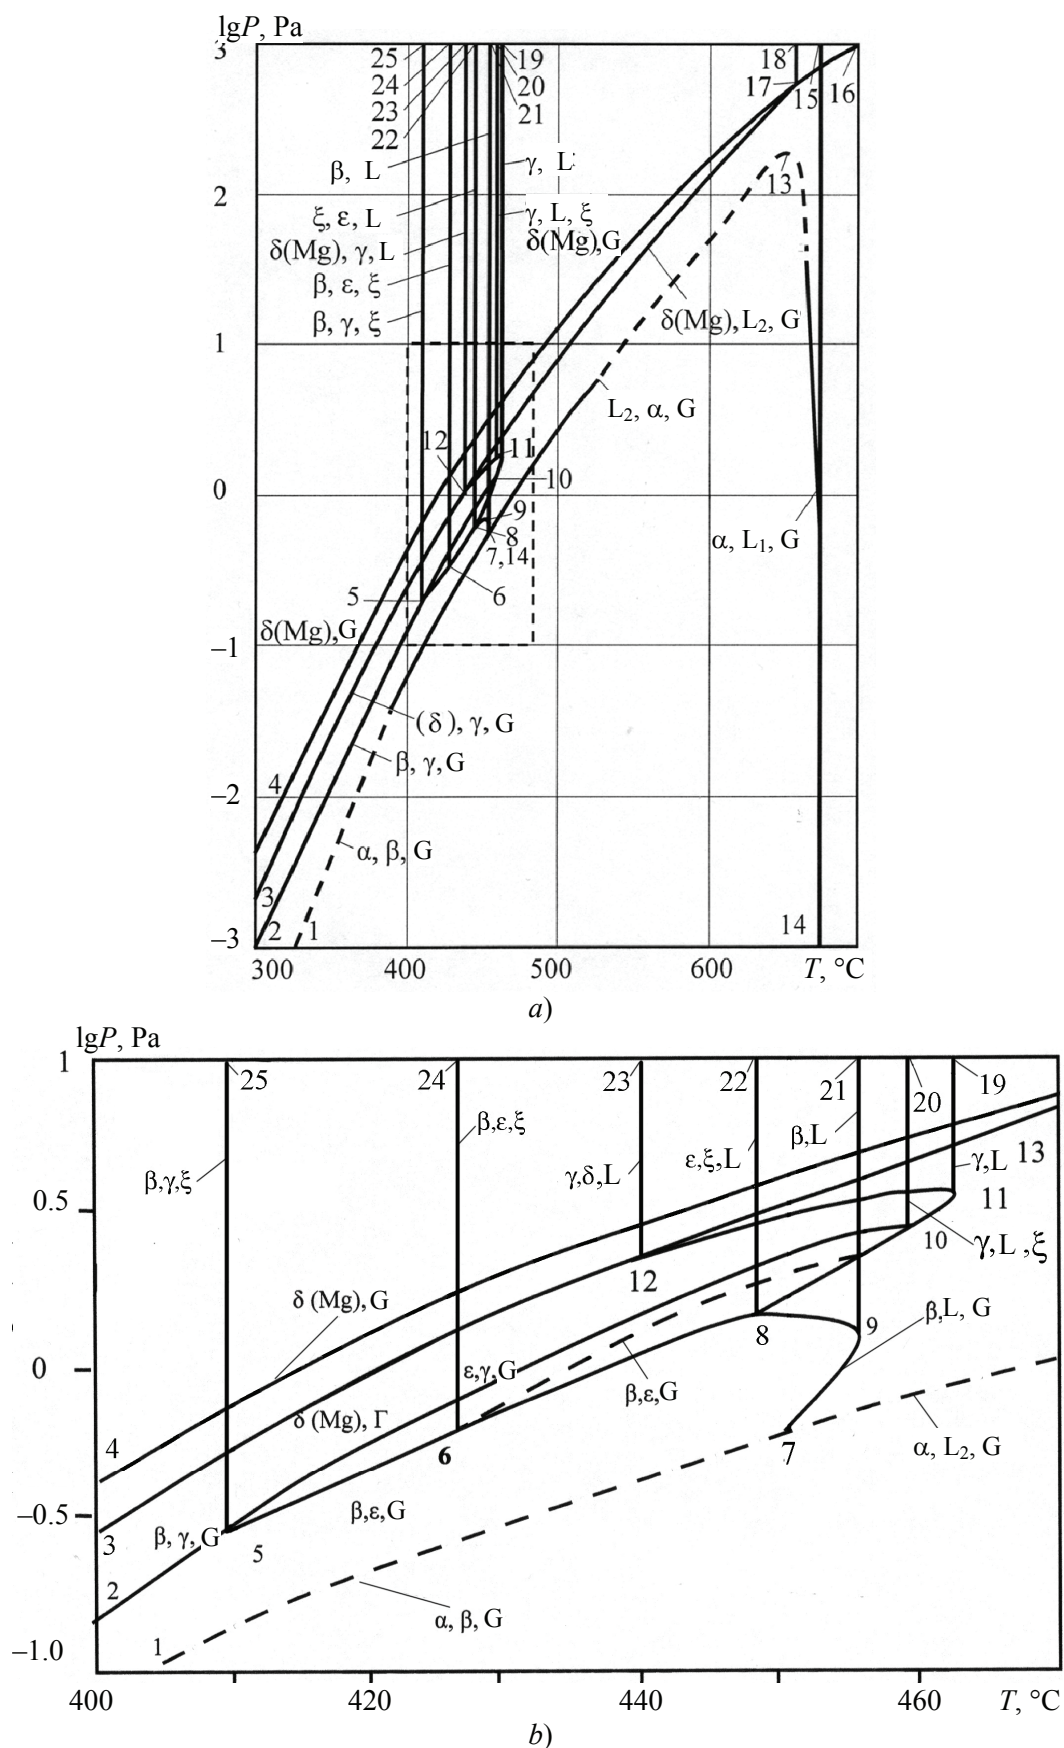 lgP, Pa
3
25
24
23
22
19
20
21
18
17
15
16
β, L
γ, L
ξ, ε, L
γ, L, ξ
δ(Mg), γ, L
δ(Mg),G
β, ε, ξ
β, γ, ξ
2
7
13
δ(Mg), L₂, G
1
L₂, α, G
12
11
10
0
9
8
7,14
6
5
α, L₁, G
δ(Mg),G
–1
(δ), γ, G
β, γ, G
4
–2
α, β, G
3
2
1
14
–3
300
400
500
600
T, °C
a)
lgP, Pa
1
25
24
23
22
21
20
19
β,ε,ξ
β,γ,ξ
γ,δ,L
ε,ξ,L
β,L
γ,L
13
0.5
11
10
γ,L ,ξ
12
δ (Mg), G
8
9
β,L, G
0
ε,γ,G
β,ε,G
δ (Mg), Γ
4
6
7
α, L₂, G
–0.5
β,ε,G
3
β, γ, G
5
2
α, β, G
1
–1.0
400
420
440
460
T, °C
b)